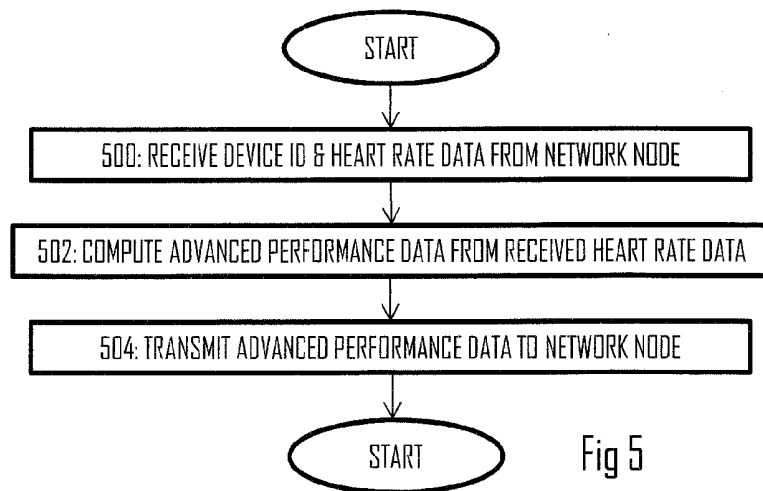 START
500: RECEIVE DEVICE ID & HEART RATE DATA FROM NETWORK NODE
502: COMPUTE ADVANCED PERFORMANCE DATA FROM RECEIVED HEART RATE DATA
504: TRANSMIT ADVANCED PERFORMANCE DATA TO NETWORK NODE
START
Fig 5